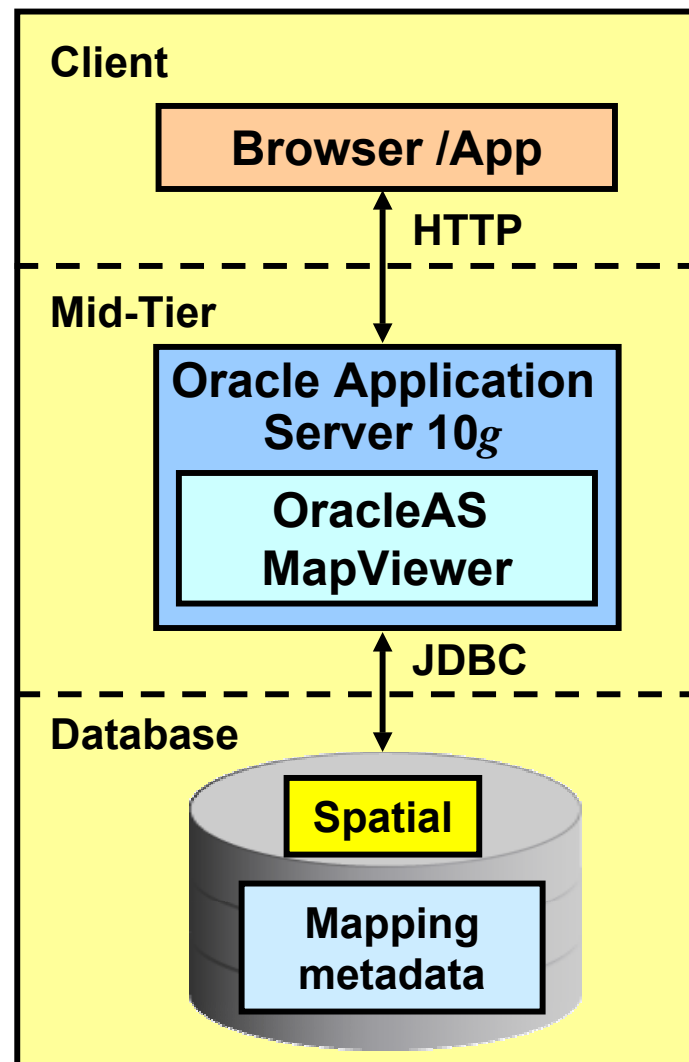 Client
Browser /App
HTTP
Mid-Tier
Oracle Application
Server 10g
OracleAS
MapViewer
JDBC
Database
Spatial
Mapping
metadata